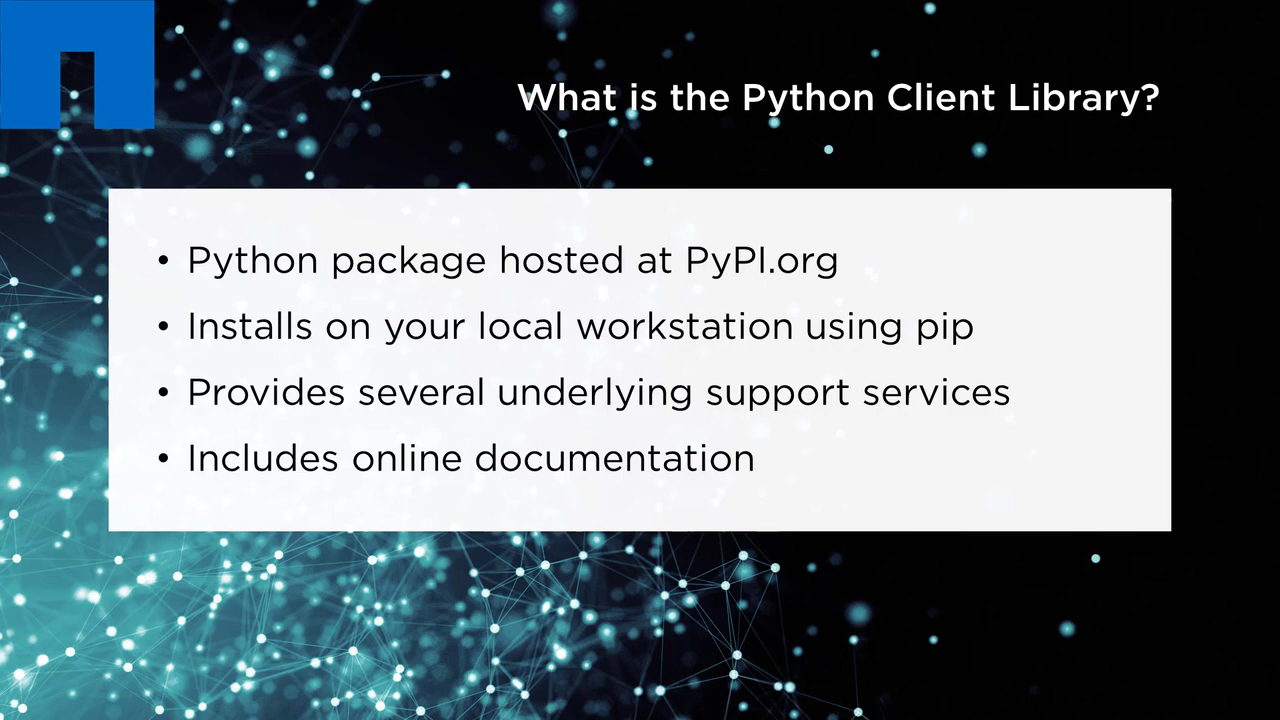 What is the Python Client Library?
• Python package hosted at PyPI.org
• Installs on your local workstation using pip
• Provides several underlying support services
• Includes online documentation